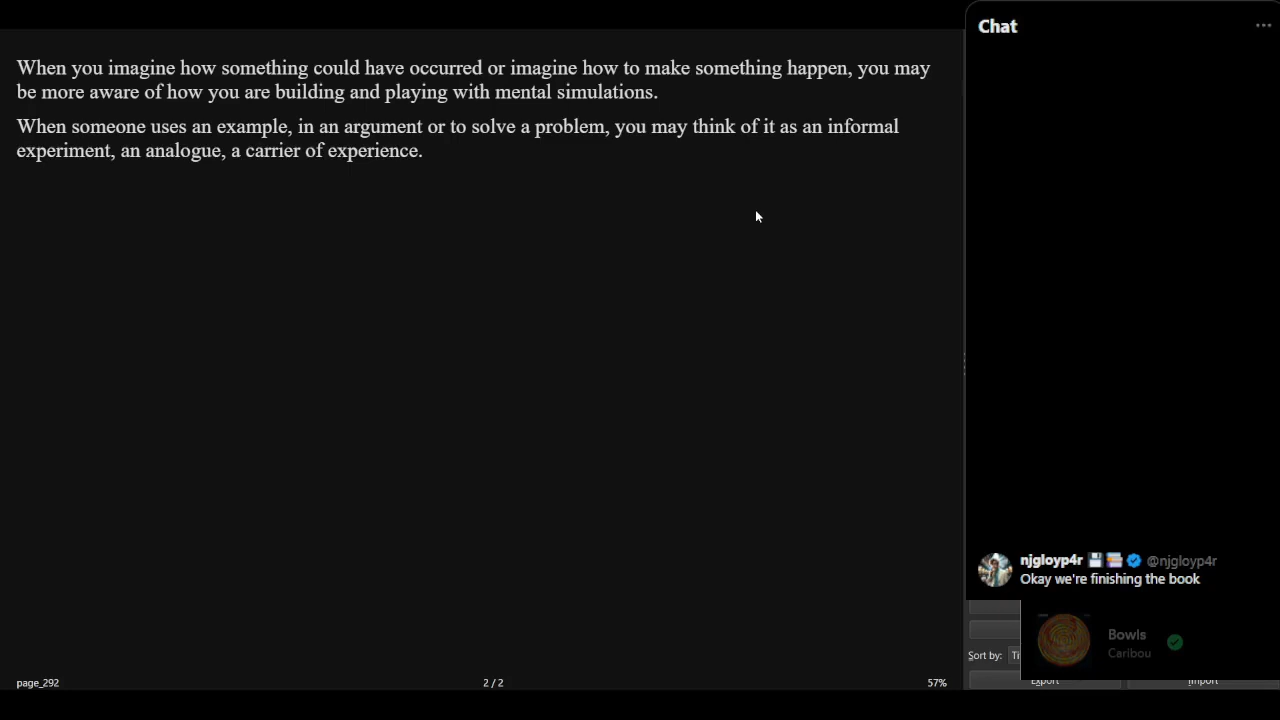 Chat
When you imagine how something could have occurred or imagine how to make something happen, you may
be more aware of how you are building and playing with mental simulations.
When someone uses an example, in an argument or to solve a problem, you may think of it as an informal
experiment, an analogue, a carrier of experience.
njgloyp4r @njgloyp4r
Okay we're finishing the book
Bowls
Caribou
Sort by: Ti
Export Import
page_292 2 / 2 57%